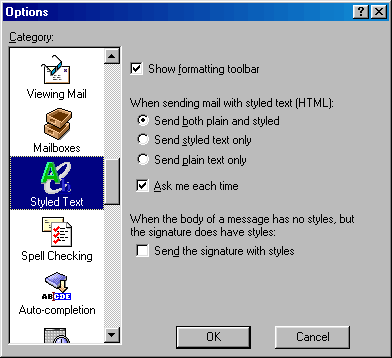 Options
Category:
Viewing Mail
Mailboxes
Styled Text
Spell Checking
ABCDE
Auto-completion
Show formatting toolbar
When sending mail with styled text (HTML):
Send both plain and styled
Send styled text only
Send plain text only
Ask me each time
When the body of a message has no styles, but
the signature does have styles:
Send the signature with styles
OK
Cancel